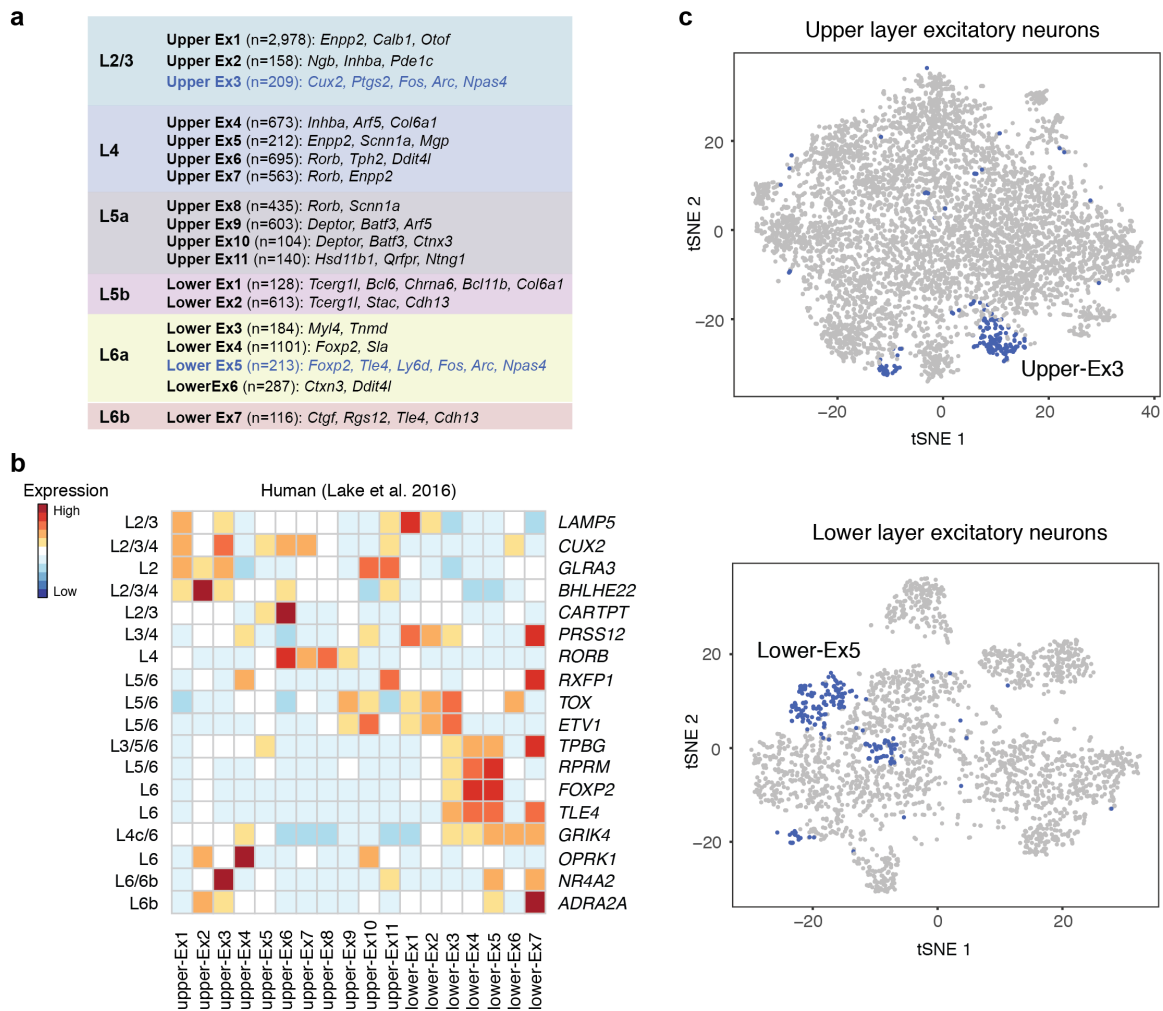 a
L2/3
Upper Ex1 (n=2,978): Enpp2, Calb1, Otof
Upper Ex2 (n=158): Ngb, Inhba, Pde1c
Upper Ex3 (n=209): Cux2, Ptgs2, Fos, Arc, Npas4
L4
Upper Ex4 (n=673): Inhba, Arf5, Col6a1
Upper Ex5 (n=212): Enpp2, Scnn1a, Mgp
Upper Ex6 (n=695): Rorb, Tph2, Ddit4l
Upper Ex7 (n=563): Rorb, Enpp2
L5a
Upper Ex8 (n=435): Rorb, Scnn1a
Upper Ex9 (n=603): Deptor, Batf3, Arf5
Upper Ex10 (n=104): Deptor, Batf3, Ctnx3
Upper Ex11 (n=140): Hsd11b1, Qrfpr, Ntng1
L5b
Lower Ex1 (n=128): Tcerg1l, Bcl6, Chrna6, Bcl11b, Col6a1
Lower Ex2 (n=613): Tcerg1l, Stac, Cdh13
L6a
Lower Ex3 (n=184): Myl4, Tnmd
Lower Ex4 (n=1101): Foxp2, Sla
Lower Ex5 (n=213): Foxp2, Tle4, Ly6d, Fos, Arc, Npas4
LowerEx6 (n=287): Ctxn3, Ddit4l
L6b
Lower Ex7 (n=116): Ctgf, Rgs12, Tle4, Cdh13
b
Expression
High
Low
Human (Lake et al. 2016)
L2/3 LAMP5
L2/3/4 CUX2
L2 GLRA3
L2/3/4 BHLHE22
L2/3 CARTPT
L3/4 PRSS12
L4 RORB
L5/6 RXFP1
L5/6 TOX
L5/6 ETV1
L3/5/6 TPBG
L5/6 RPRM
L6 FOXP2
L6 TLE4
L4c/6 GRIK4
L6 OPRK1
L6/6b NR4A2
L6b ADRA2A
upper-Ex1
upper-Ex2
upper-Ex3
upper-Ex4
upper-Ex5
upper-Ex6
upper-Ex7
upper-Ex8
upper-Ex9
upper-Ex10
upper-Ex11
lower-Ex1
lower-Ex2
lower-Ex3
lower-Ex4
lower-Ex5
lower-Ex6
lower-Ex7
c
Upper layer excitatory neurons
tSNE 2
20
0
−20
Upper-Ex3
−20 0 20 40
tSNE 1
Lower layer excitatory neurons
tSNE 2
Lower-Ex5
20
0
−20
−20 0 20
tSNE 1